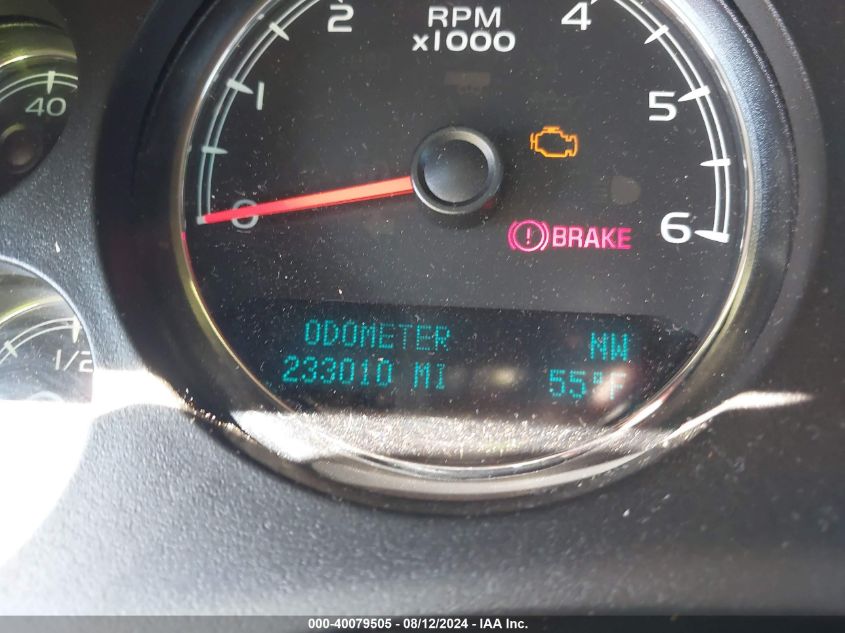 2
RPM
4
x1000
40
1
5
0
BRAKE
6
ODOMETER
NW
1/2
233010 MI
55°F
000-40079505 - 08/12/2024 - IAA Inc.